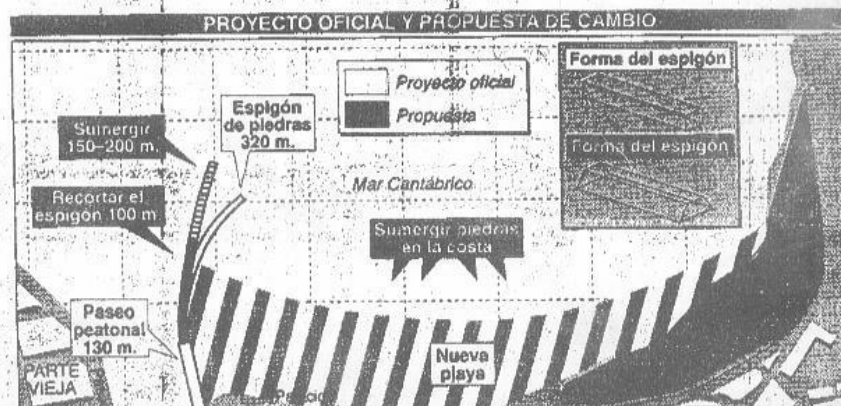 PROYECTO OFICIAL Y PROPUESTA DE CAMBIO
Proyecto oficial
Propuesta
Forma del espigón
Forma del espigón
Espigón
de piedras
320 m.
Sumergir
150-200 m.
Recortar el
espigón 100 m
Mar Cantábrico
Sumergir piedras
en la costa
Paseo
peatonal
130 m.
PARTE
VIEJA
Nueva
playa